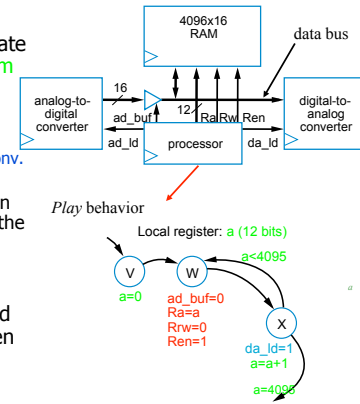 ate
m
onv.
n
the
d
en
4096x16
RAM
data bus
16
12
analog-to-
digital
converter
ad_buf
Ra Rrw Ren
digital-to-
analog
converter
ad_ld
processor
da_ld
Play behavior
Local register: a (12 bits)
a<4095
V
W
a=0
ad_buf=0
Ra=a
Rrw=0
Ren=1
X
da_ld=1
a=a+1
a=4095
a